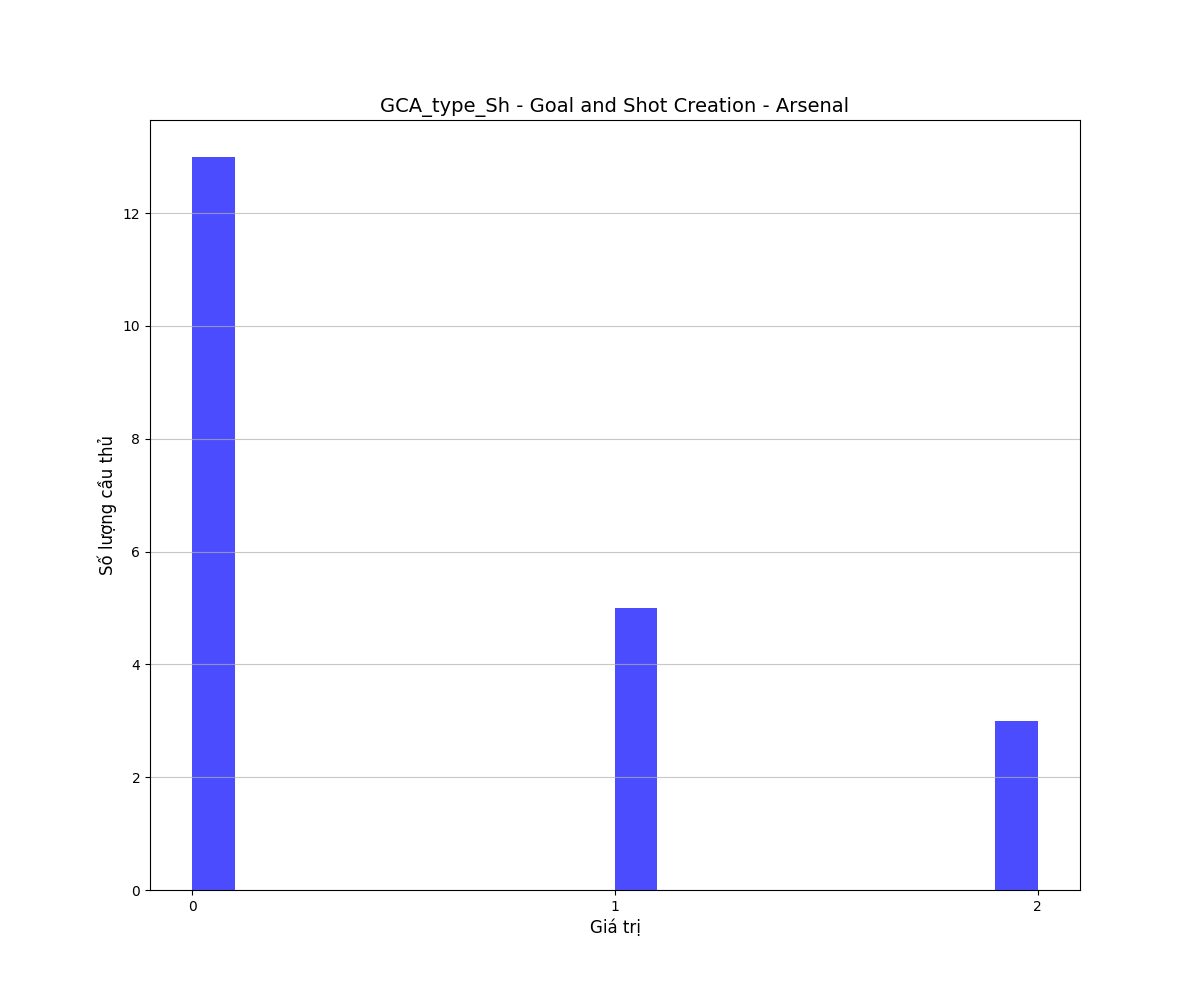 GCA_type_Sh - Goal and Shot Creation - Arsenal
12
10
8
6
4
2
0
Số lượng cầu thủ
0 1 2
Giá trị